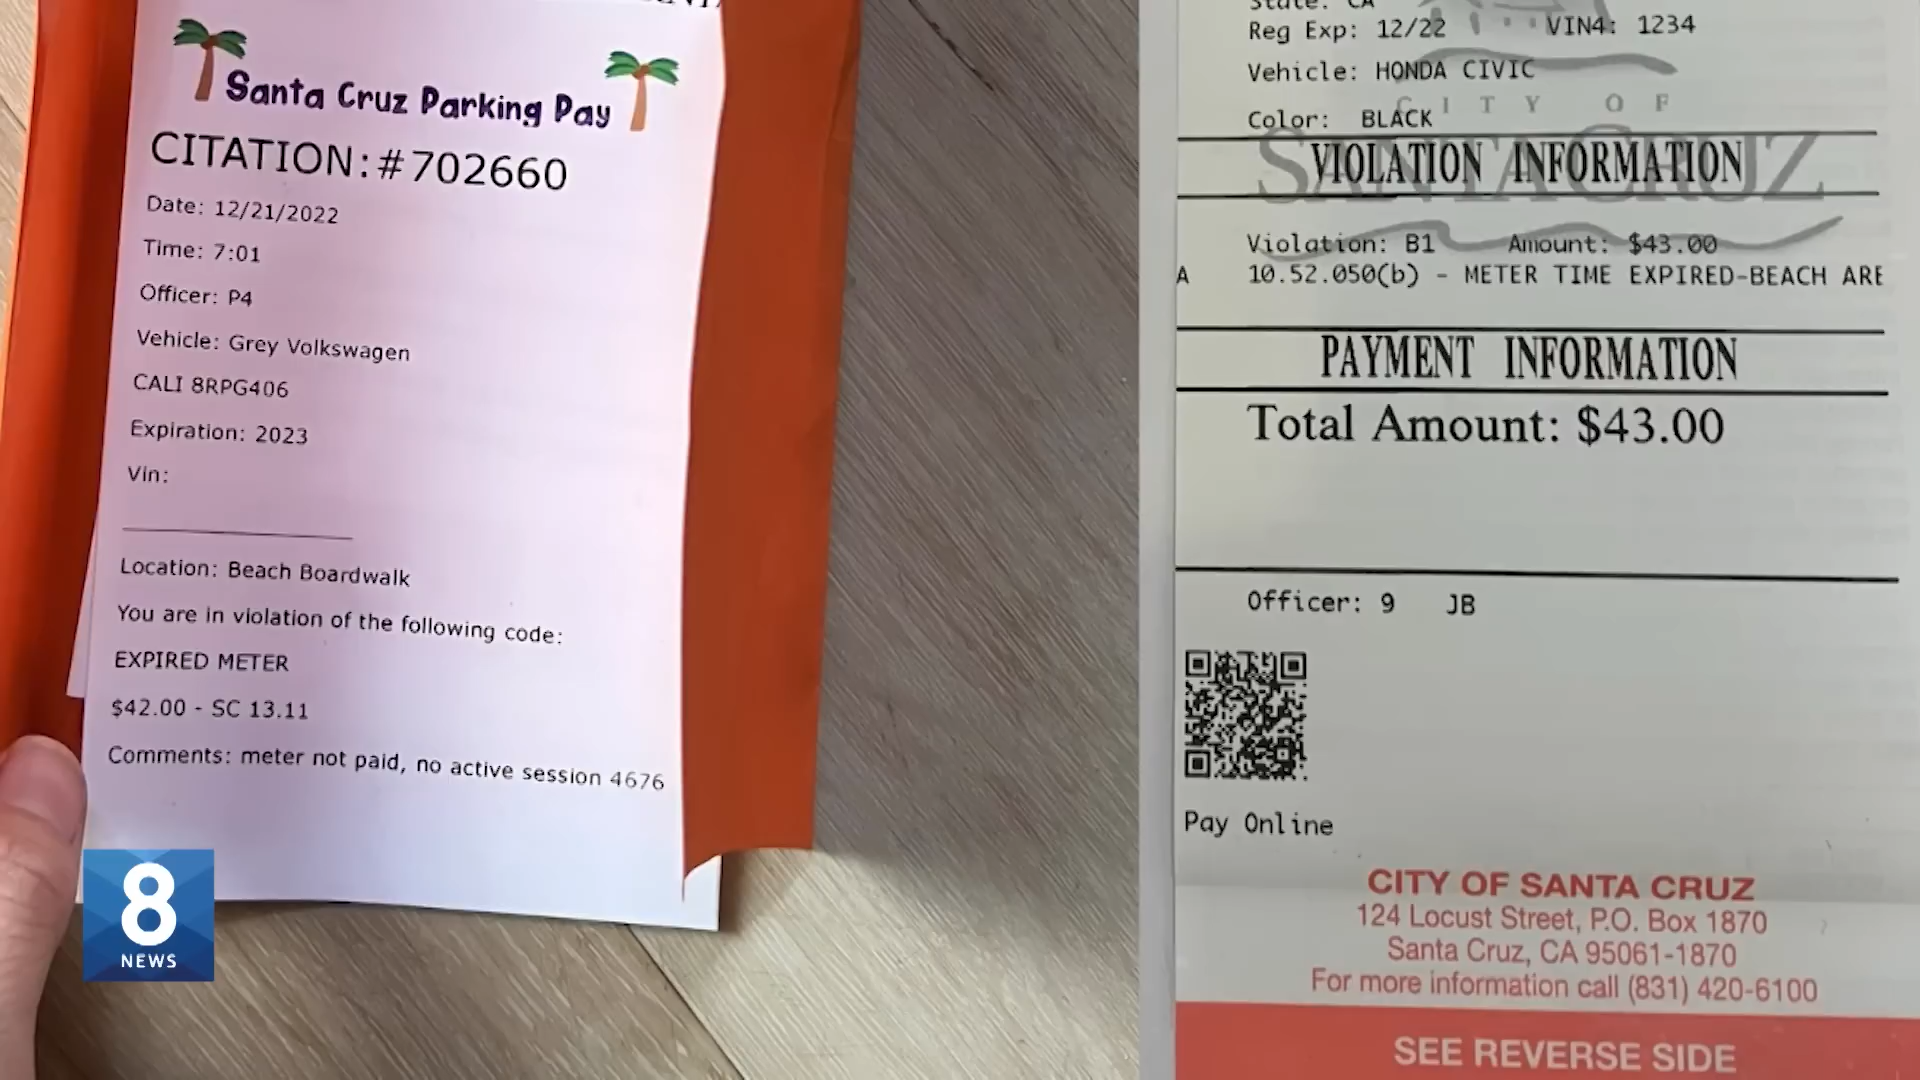 Santa Cruz Parking Pay
CITATION: #702660
Date: 12/21/2022
Time: 7:01
Officer: P4
Vehicle: Grey Volkswagen
CALI 8RPG406
Expiration: 2023
Vin:
Location: Beach Boardwalk
You are in violation of the following code:
EXPIRED METER
$42.00 - SC 13.11
Comments: meter not paid, no active session 4676
8
NEWS
State: CA
Reg Exp: 12/22 VIN4: 1234
Vehicle: HONDA CIVIC
CITY OF
Color: BLACK
SANTA CRUZ
VIOLATION INFORMATION
Violation: B1 Amount: $43.00
A 10.52.050(b) - METER TIME EXPIRED-BEACH ARE
PAYMENT INFORMATION
Total Amount: $43.00
Officer: 9 JB
Pay Online
CITY OF SANTA CRUZ
124 Locust Street, P.O. Box 1870
Santa Cruz, CA 95061-1870
For more information call (831) 420-6100
SEE REVERSE SIDE